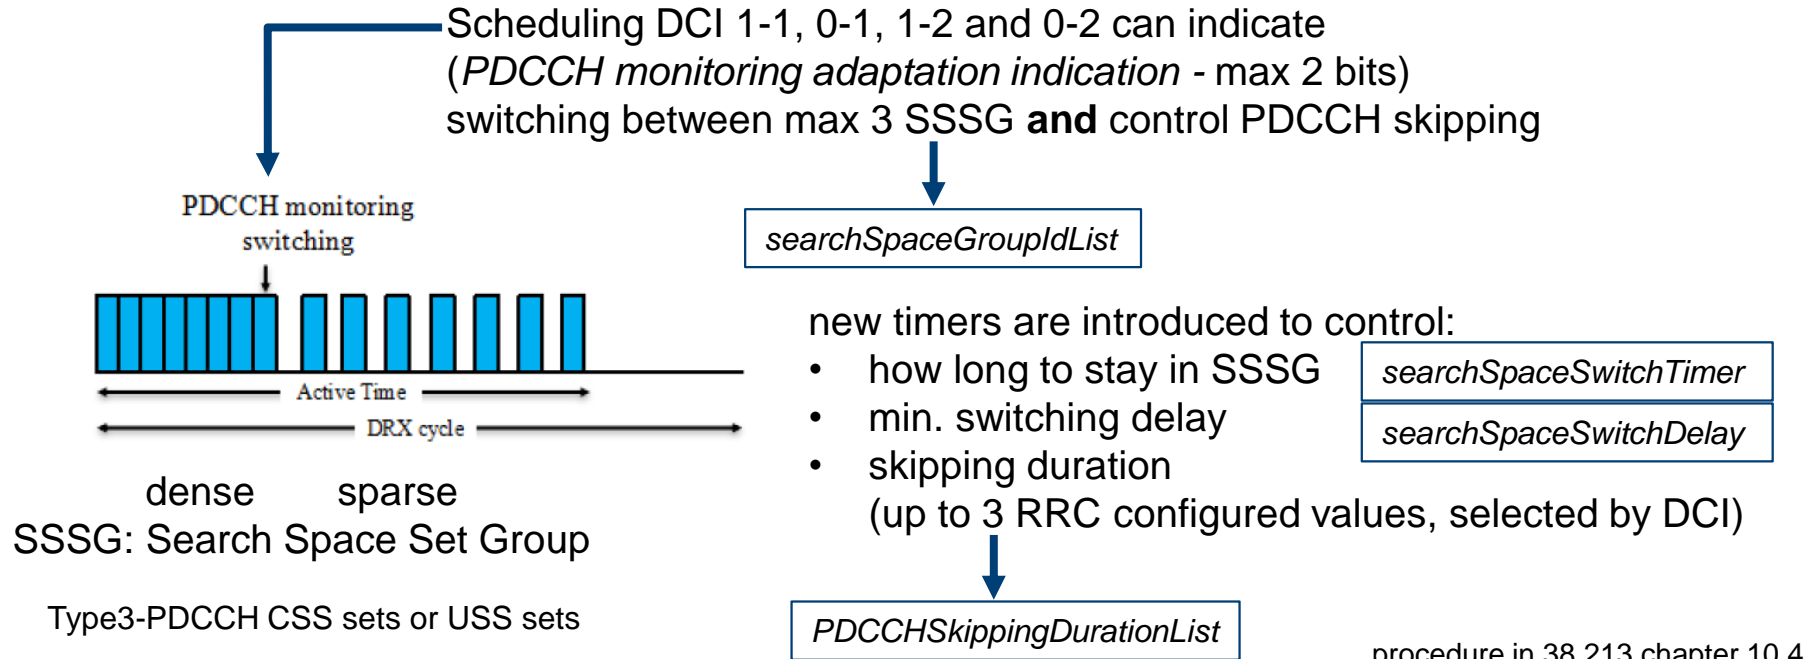 Scheduling DCI 1-1, 0-1, 1-2 and 0-2 can indicate
(PDCCH monitoring adaptation indication - max 2 bits)
switching between max 3 SSSG and control PDCCH skipping
PDCCH monitoring
switching
searchSpaceGroupIdList
Active Time
DRX cycle
dense sparse
SSSG: Search Space Set Group
Type3-PDCCH CSS sets or USS sets
new timers are introduced to control:
• how long to stay in SSSG
searchSpaceSwitchTimer
• min. switching delay
searchSpaceSwitchDelay
• skipping duration
(up to 3 RRC configured values, selected by DCI)
PDCCHSkippingDurationList
procedure in 38.213 chapter 10.4